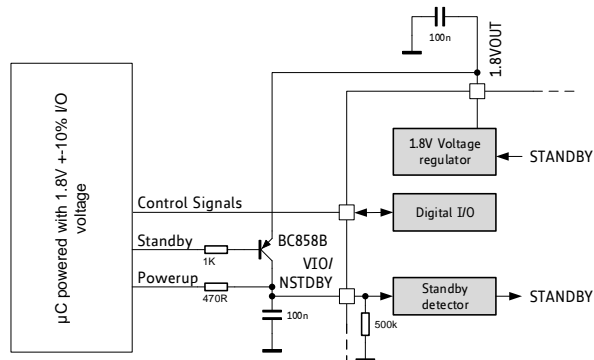 100n
1.8VOUT
µC powered with 1.8V +-10% I/O
voltage
1.8V Voltage
regulator
STANDBY
Control Signals
Digital I/O
Standby
1K
BC858B
VIO/
NSTDBY
Powerup
470R
100n
500k
Standby
detector
STANDBY